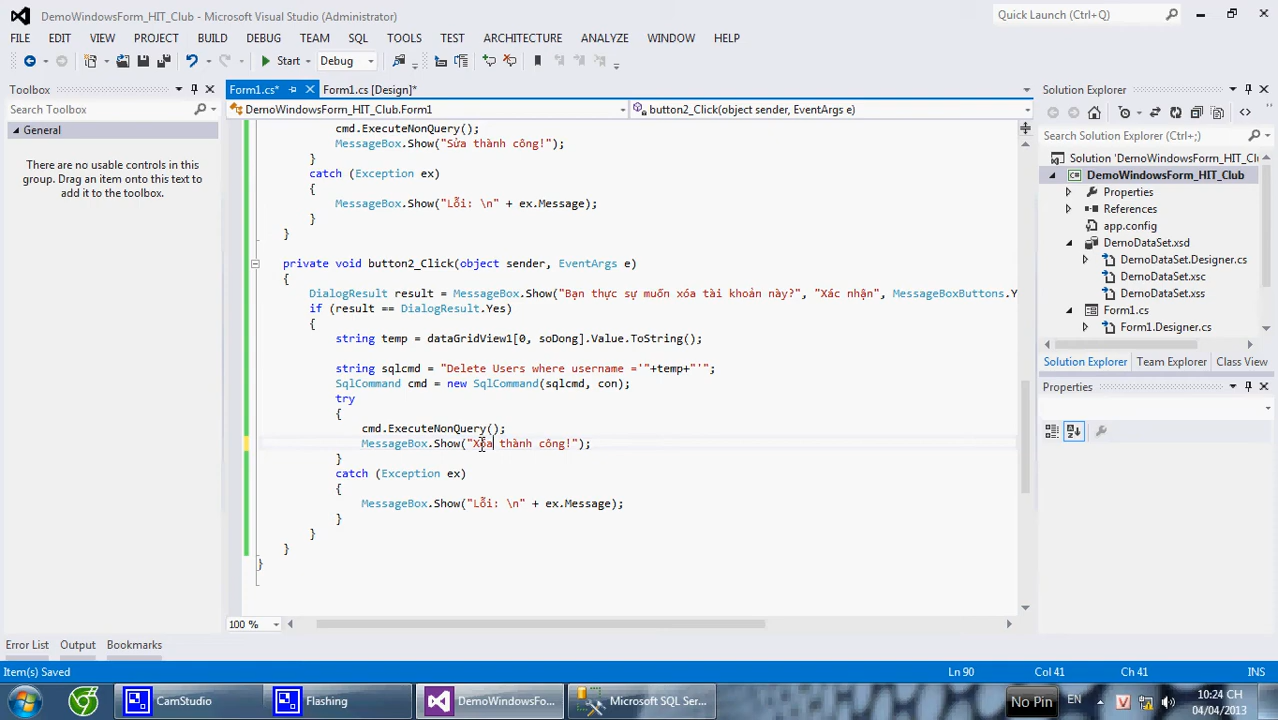 DemoWindowsForm_HIT_Club - Microsoft Visual Studio (Administrator)
Quick Launch (Ctrl+Q)
FILE EDIT VIEW PROJECT BUILD DEBUG TEAM SQL TOOLS TEST ARCHITECTURE ANALYZE WINDOW HELP
Start Debug
Toolbox
Search Toolbox
General
There are no usable controls in this
group. Drag an item onto this text to
add it to the toolbox.
Form1.cs* Form1.cs [Design]*
DemoWindowsForm_HIT_Club.Form1 button2_Click(object sender, EventArgs e)
cmd.ExecuteNonQuery();
MessageBox.Show("Sửa thành công!");
}
catch (Exception ex)
{
MessageBox.Show("Lỗi: \n" + ex.Message);
}
}
private void button2_Click(object sender, EventArgs e)
{
DialogResult result = MessageBox.Show("Bạn thực sự muốn xóa tài khoản này?", "Xác nhận", MessageBoxButtons.Y
if (result == DialogResult.Yes)
{
string temp = dataGridView1[0, soDong].Value.ToString();
string sqlcmd = "Delete Users where username ='"+temp+"'";
SqlCommand cmd = new SqlCommand(sqlcmd, con);
try
{
cmd.ExecuteNonQuery();
MessageBox.Show("Xóa thành công!");
}
catch (Exception ex)
{
MessageBox.Show("Lỗi: \n" + ex.Message);
}
}
}
}
100 %
Solution Explorer
Search Solution Explorer (Ctrl+;)
Solution 'DemoWindowsForm_HIT_Cl
DemoWindowsForm_HIT_Club
Properties
References
app.config
DemoDataSet.xsd
DemoDataSet.Designer.cs
DemoDataSet.xsc
DemoDataSet.xss
Form1.cs
Form1.Designer.cs
Solution Explorer Team Explorer Class View
Properties
Error List Output Bookmarks
Item(s) Saved Ln 90 Col 41 Ch 41 INS
CamStudio Flashing DemoWindowsFo... Microsoft SQL Ser... No Pin EN 10:24 CH
04/04/2013